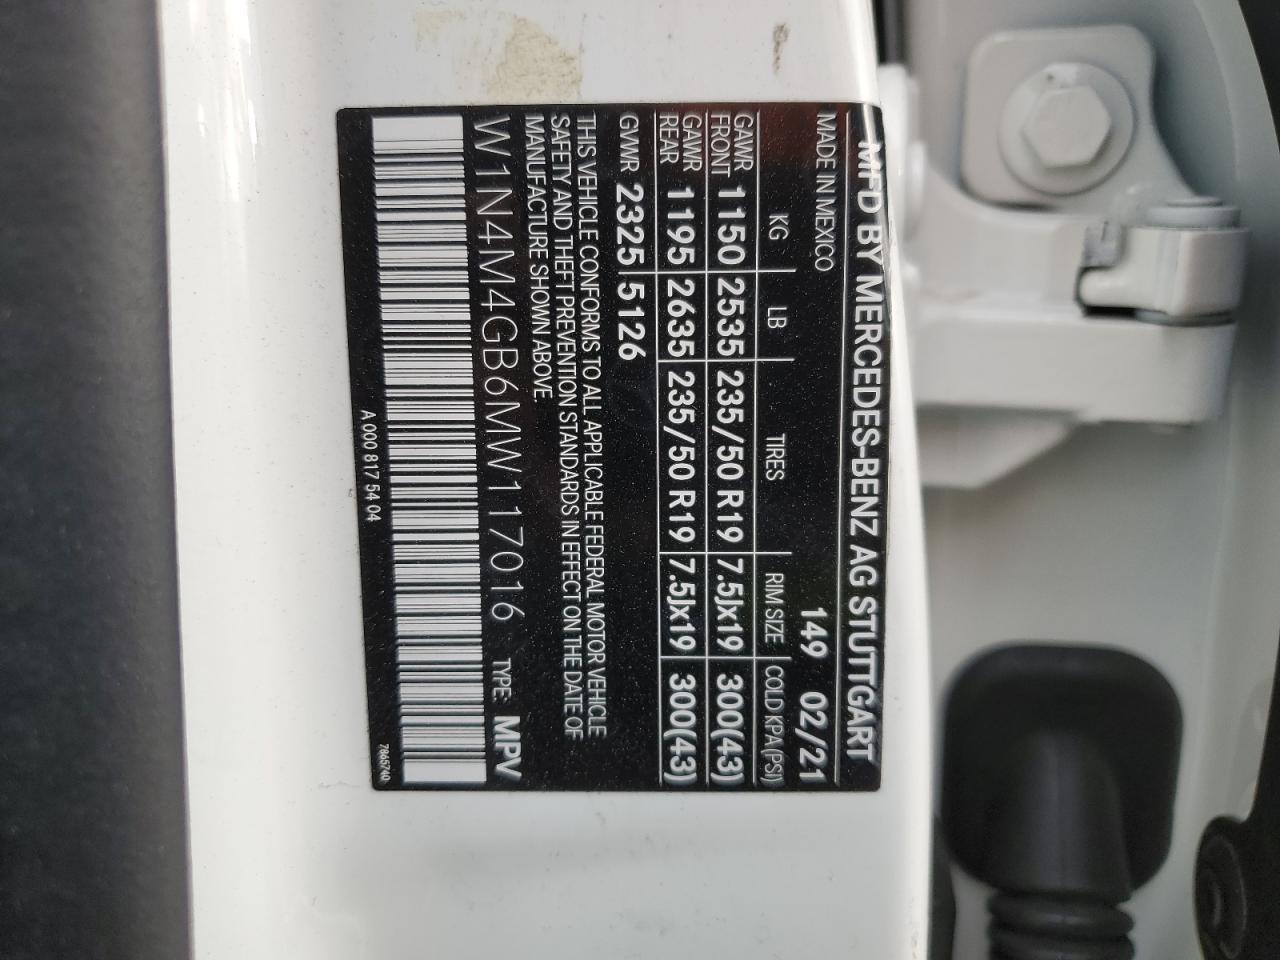 MFD BY MERCEDES-BENZ AG STUTTGART
MADE IN MEXICO 149 02/21
KG LB TIRES RIM SIZE COLD KPA(PSI)
GAWR FRONT 1150 2535 235/50 R19 7.5Jx19 300(43)
GAWR REAR 1195 2635 235/50 R19 7.5Jx19 300(43)
GVWR 2325 5126
THIS VEHICLE CONFORMS TO ALL APPLICABLE FEDERAL MOTOR VEHICLE
SAFETY AND THEFT PREVENTION STANDARDS IN EFFECT ON THE DATE OF
MANUFACTURE SHOWN ABOVE.
W1N4M4GB6MW117016 TYPE: MPV
A 000 817 54 04 7865740